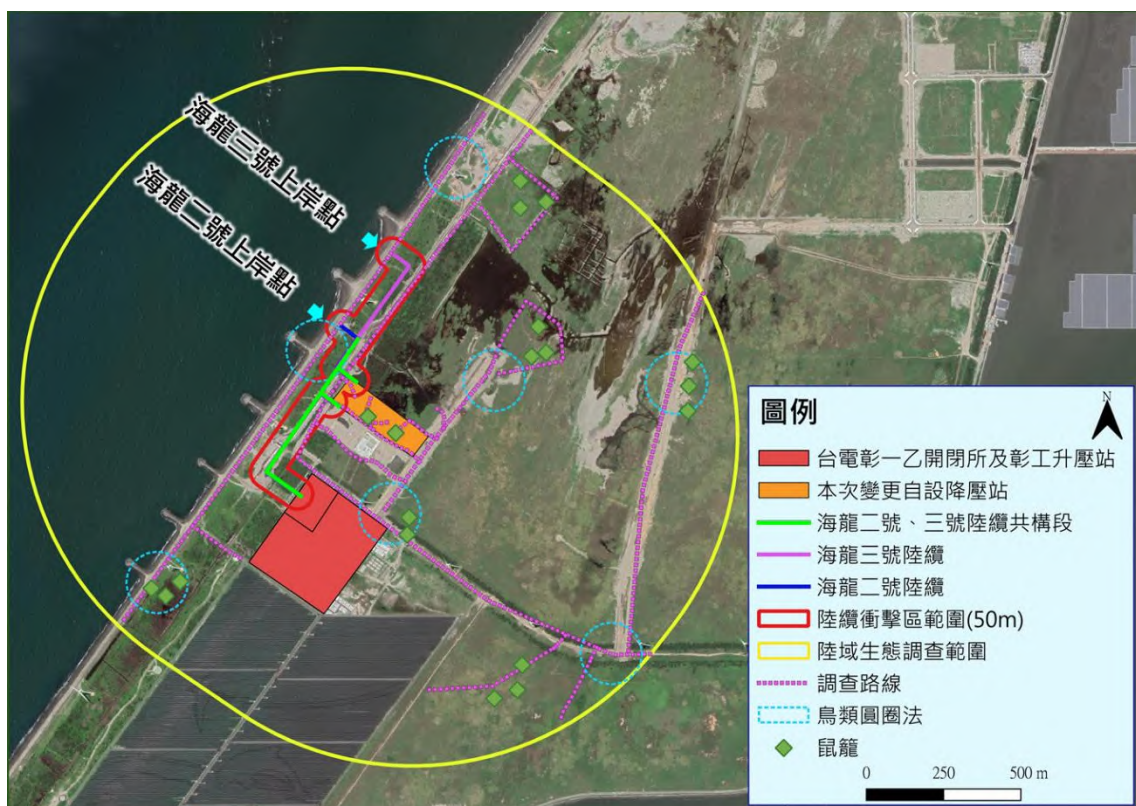 海龍三號上岸點
海龍二號上岸點
圖例
N
台電彰一乙開閉所及彰工升壓站
本次變更自設降壓站
海龍二號、三號陸纜共構段
海龍三號陸纜
海龍二號陸纜
陸纜衝擊區範圍(50m)
陸域生態調查範圍
調查路線
鳥類圓圈法
鼠籠
0 250 500 m